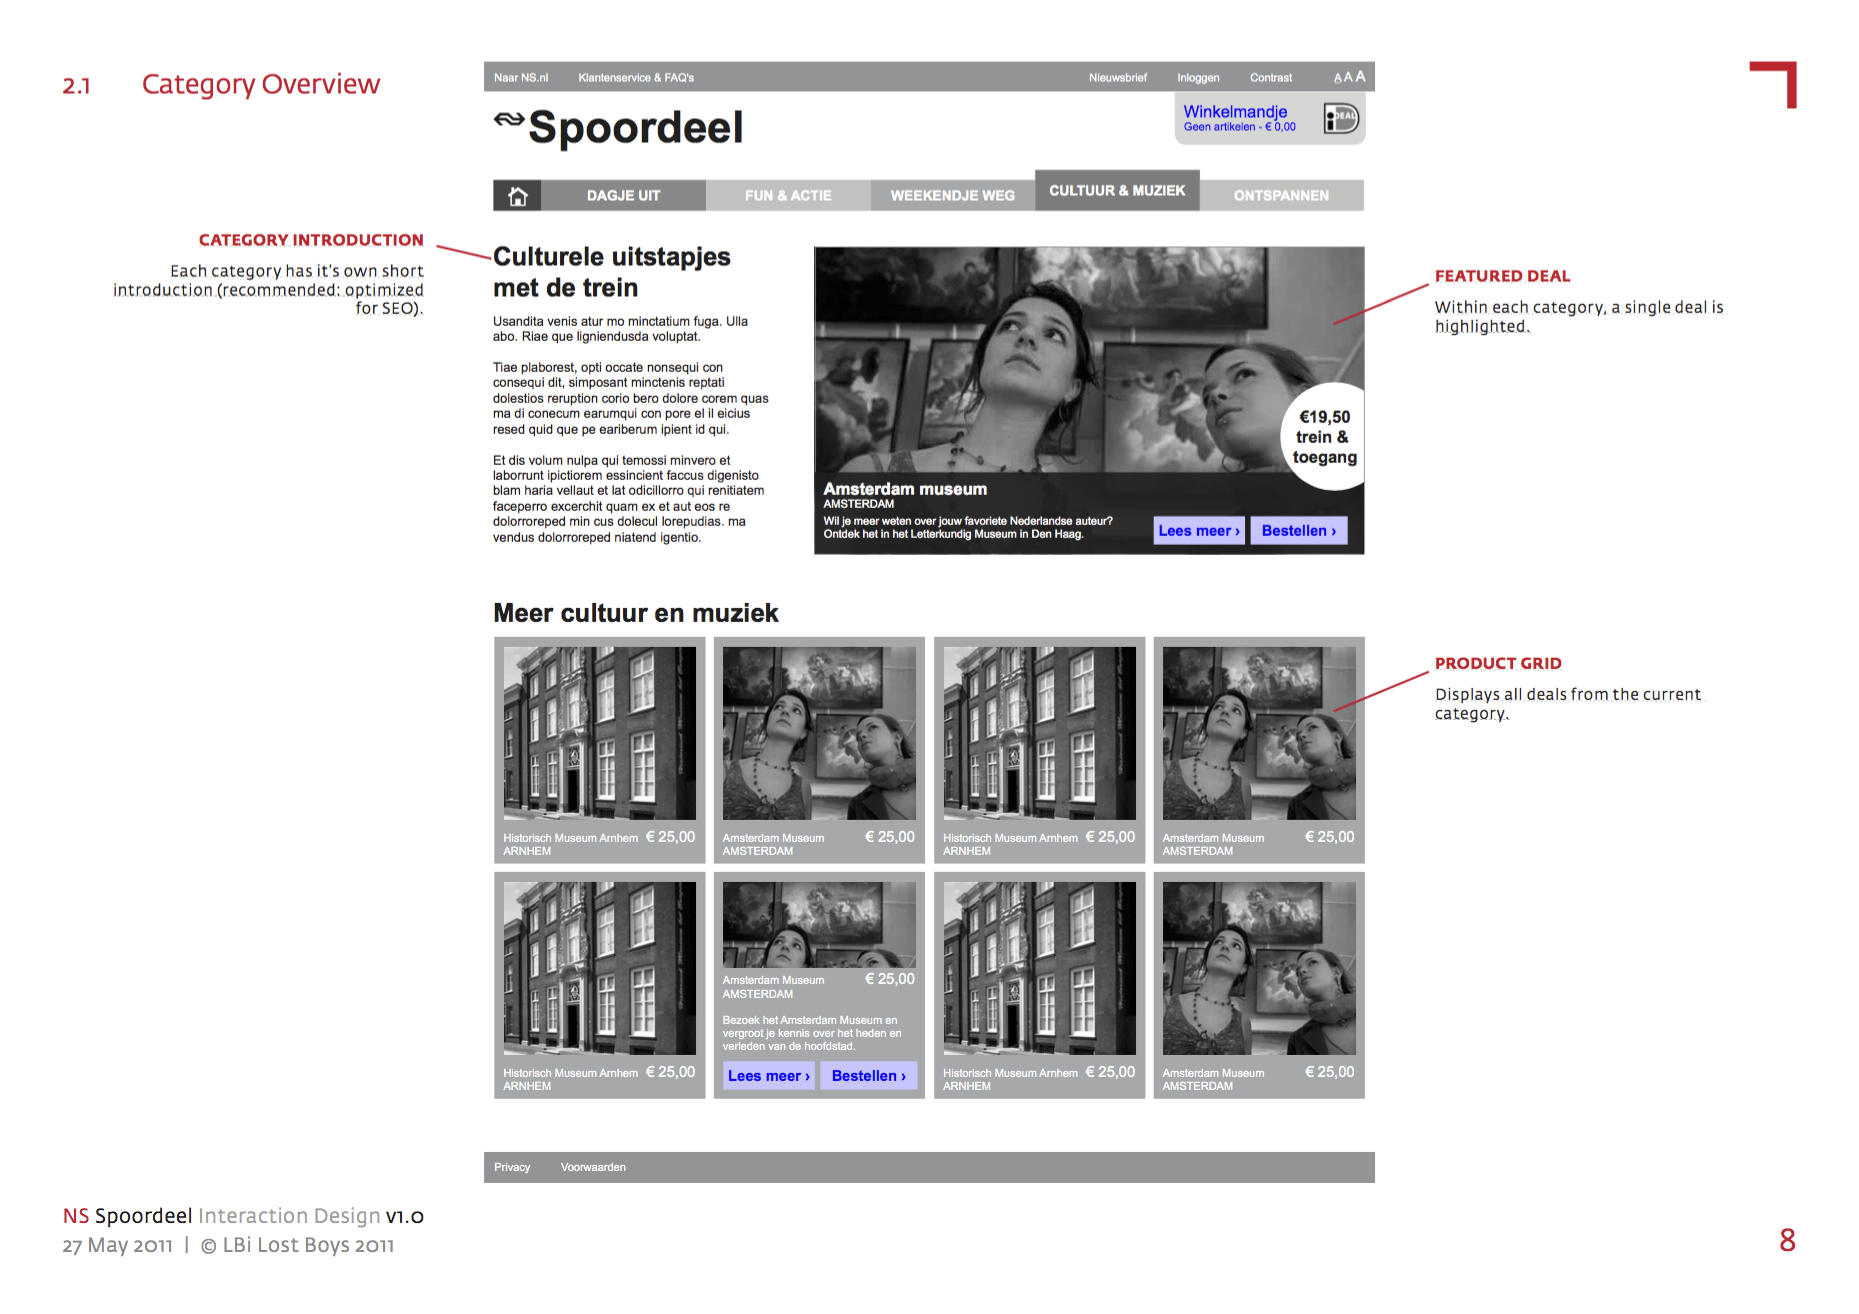 2.1 Category Overview
Naar NS.nl Klantenservice & FAQ's Nieuwsbrief Inloggen Contrast A A A
Spoordeel
Winkelmandje
Geen artikelen - € 0,00
iDEAL
DAGJE UIT FUN & ACTIE WEEKENDJE WEG CULTUUR & MUZIEK ONTSPANNEN
CATEGORY INTRODUCTION
Each category has it's own short
introduction (recommended: optimized
for SEO).
Culturele uitstapjes
met de trein
Usandita venis atur mo minctatium fuga. Ulla
abo. Riae que ligniendusda voluptat.
Tiae plaborest, opti occate nonsequi con
consequi dit, simposant minctenis reptati
dolestios reruption corio bero dolore corem quas
ma di conecum earumqui con pore el il eicius
resed quid que pe eariberum ipient id qui.
Et dis volum nulpa qui temossi minvero et
laborrunt ipictiorem essincient faccus digenisto
blam haria vellaut et lat odicillorro qui renitiatem
faceperro excerchit quam ex et aut eos re
dolorroreped min cus dolecul lorepudias. ma
vendus dolorroreped niatend igentio.
€19,50
trein &
toegang
Amsterdam museum
AMSTERDAM
Wil je meer weten over jouw favoriete Nederlandse auteur?
Ontdek het in het Letterkundig Museum in Den Haag.
Lees meer › Bestellen ›
FEATURED DEAL
Within each category, a single deal is
highlighted.
Meer cultuur en muziek
PRODUCT GRID
Displays all deals from the current
category.
Historisch Museum Arnhem € 25,00
ARNHEM
Amsterdam Museum € 25,00
AMSTERDAM
Historisch Museum Arnhem € 25,00
ARNHEM
Amsterdam Museum € 25,00
AMSTERDAM
Historisch Museum Arnhem € 25,00
ARNHEM
Amsterdam Museum € 25,00
AMSTERDAM
Bezoek het Amsterdam Museum en
vergroot je kennis over het heden en
verleden van de hoofdstad.
Lees meer › Bestellen ›
Historisch Museum Arnhem € 25,00
ARNHEM
Amsterdam Museum € 25,00
AMSTERDAM
Privacy Voorwaarden
NS Spoordeel Interaction Design v1.0
27 May 2011 | © LBi Lost Boys 2011
8